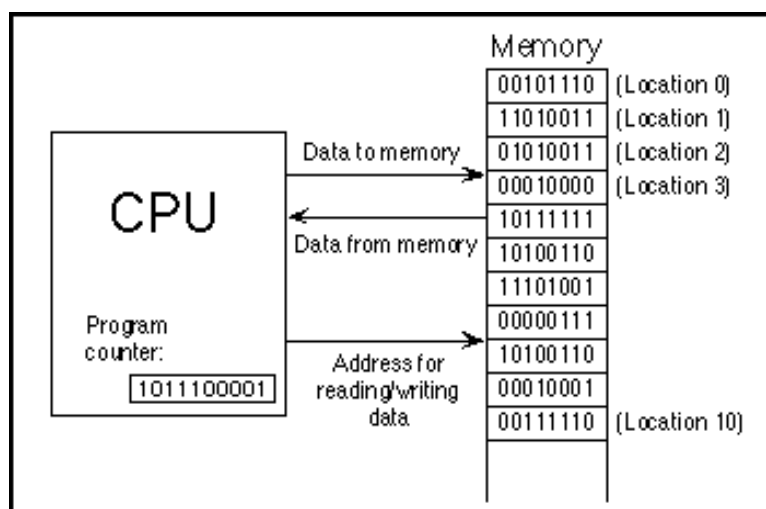 Memory
00101110 (Location 0)
11010011 (Location 1)
01010011 (Location 2)
00010000 (Location 3)
10111111
10100110
11101001
00000111
10100110
00010001
00111110 (Location 10)
Data to memory
Data from memory
Address for
reading/writing
data
CPU
Program
counter:
1011100001